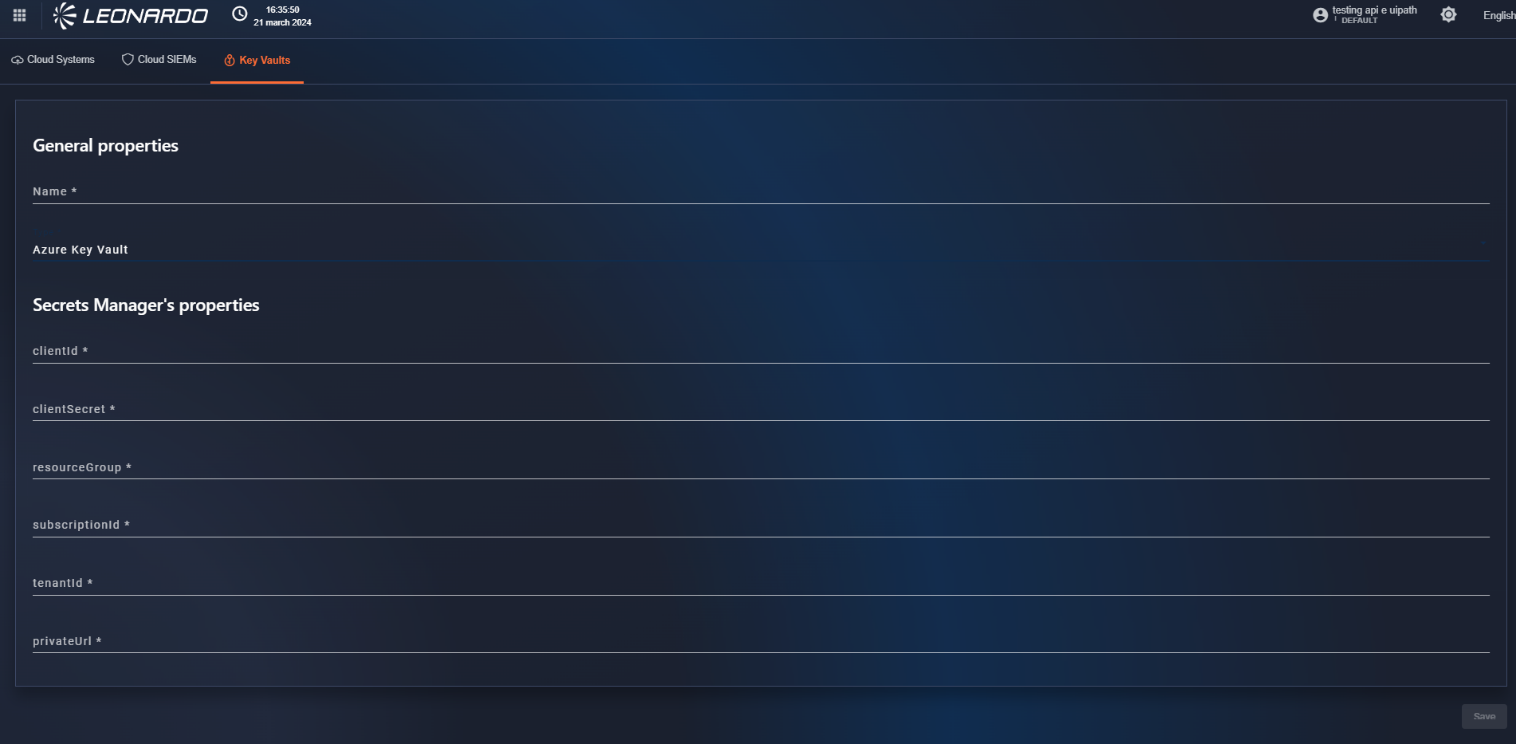 LEONARDO
16:35:50
21 march 2024
testing api e uipath
DEFAULT
English
Cloud Systems
Cloud SIEMs
Key Vaults
General properties
Name *
Azure Key Vault
Secrets Manager's properties
clientId *
clientSecret *
resourceGroup *
subscriptionId *
tenantId *
privateUrl *
Save